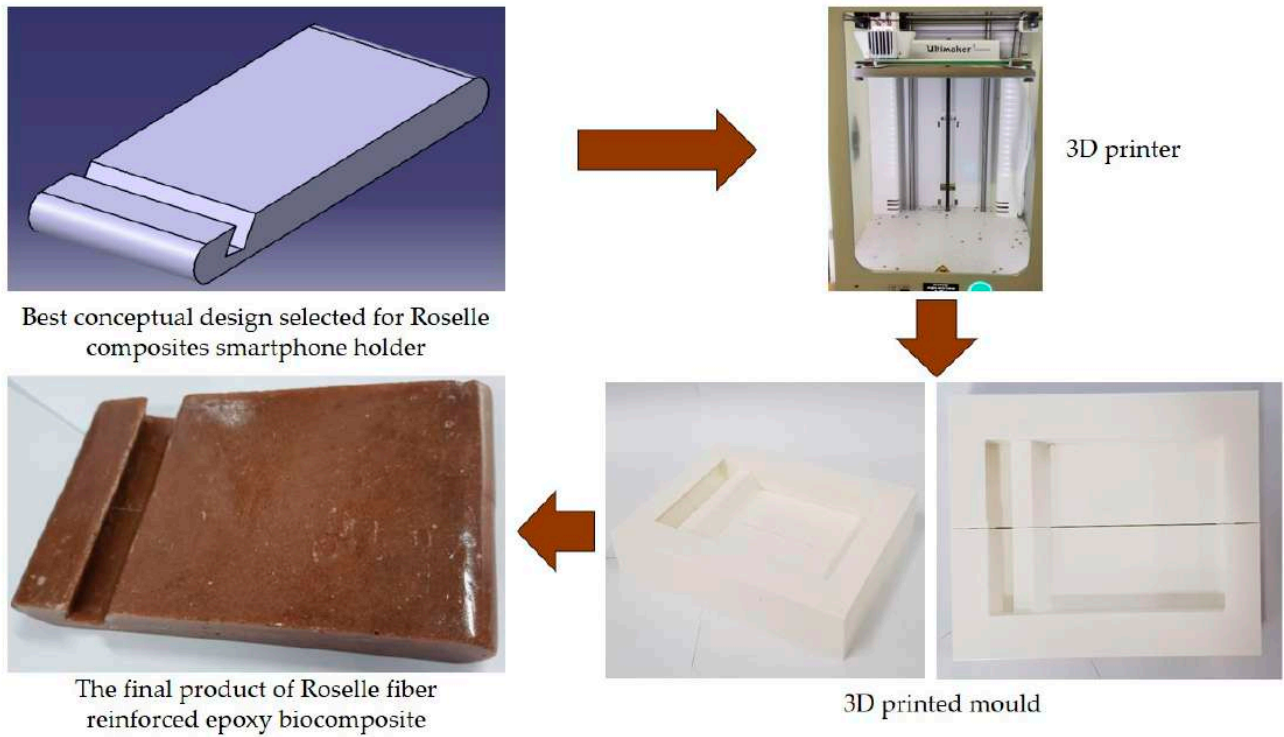 Ultimaker
3D printer
Best conceptual design selected for Roselle
composites smartphone holder
The final product of Roselle fiber
reinforced epoxy biocomposite
3D printed mould